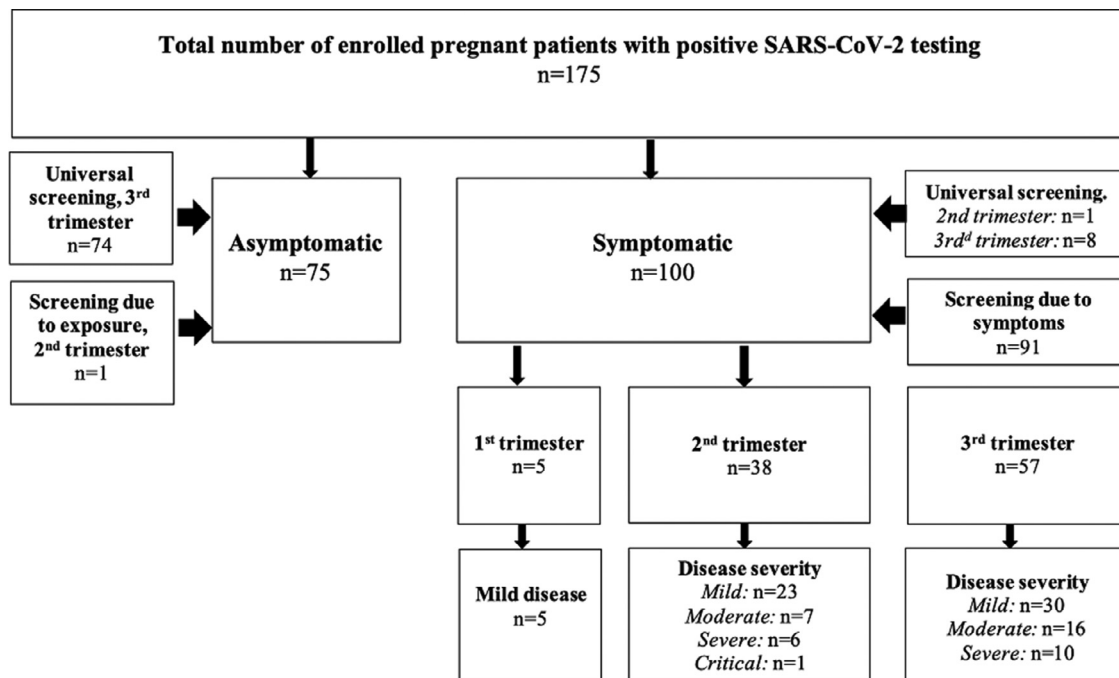 Total number of enrolled pregnant patients with positive SARS-CoV-2 testing
n=175
Universal
screening, 3rd
trimester
n=74
Asymptomatic
n=75
Symptomatic
n=100
Universal screening.
2nd trimester: n=1
3rdd trimester: n=8
Screening due
to exposure,
2nd trimester
n=1
Screening due to
symptoms
n=91
1st trimester
n=5
2nd trimester
n=38
3rd trimester
n=57
Mild disease
n=5
Disease severity
Mild: n=23
Moderate: n=7
Severe: n=6
Critical: n=1
Disease severity
Mild: n=30
Moderate: n=16
Severe: n=10